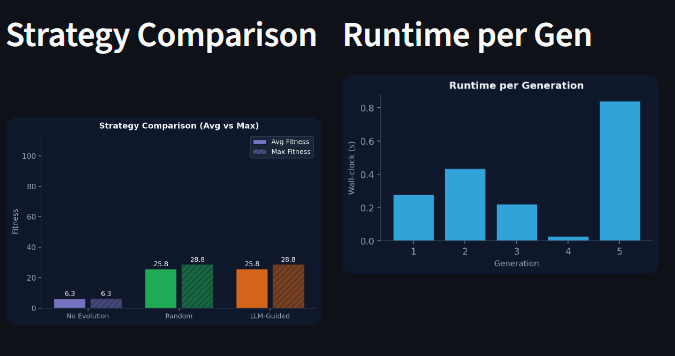 Strategy Comparison
Strategy Comparison (Avg vs Max)
Avg Fitness
Max Fitness
Fitness
100
80
60
40
20
0
6.3 6.3 25.8 28.8 25.8 28.8
No Evolution Random LLM-Guided
Runtime per Gen
Runtime per Generation
Wall-clock (s)
0.8
0.6
0.4
0.2
0.0
1 2 3 4 5
Generation